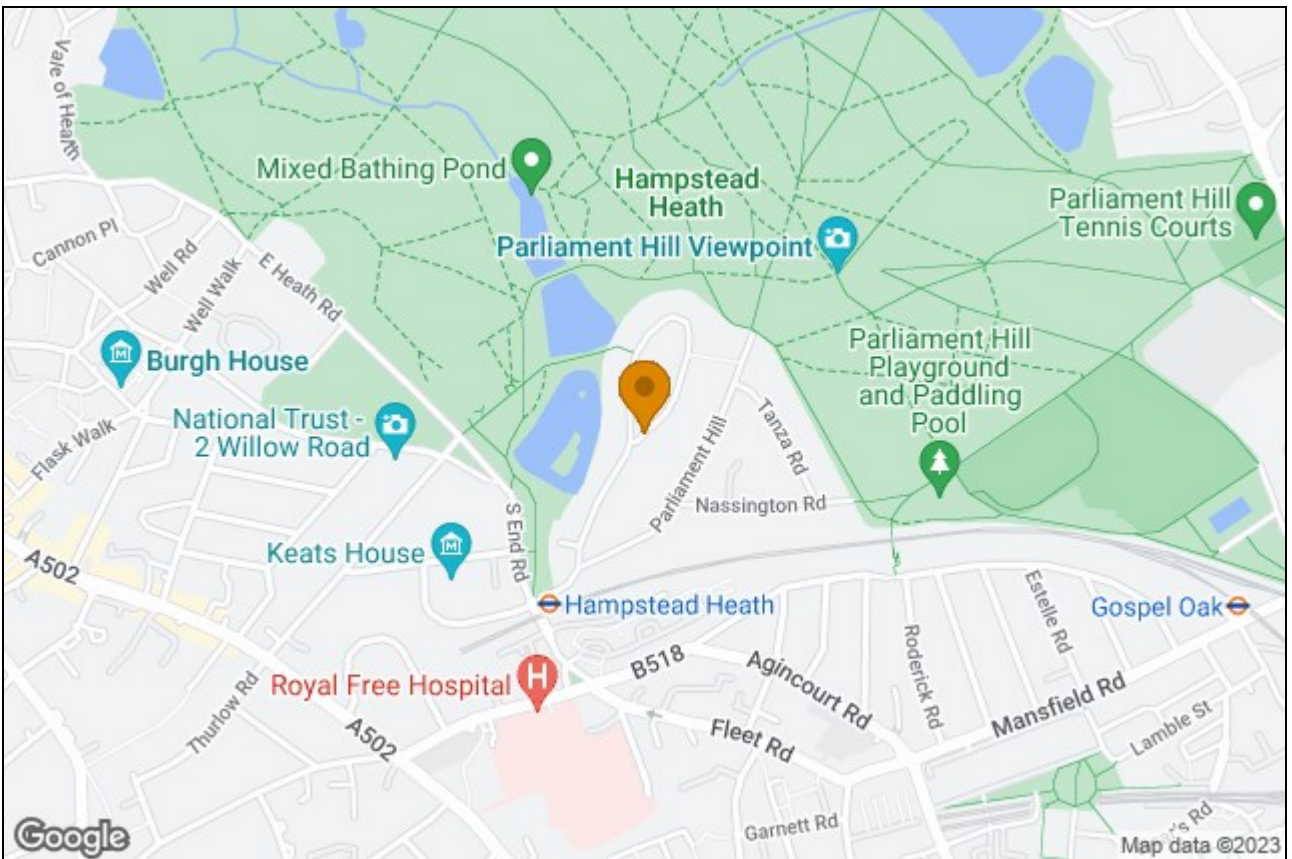 Vale of Health
Mixed Bathing Pond
Hampstead
Heath
Parliament Hill
Tennis Courts
Cannon Pl
Well Rd
Well Walk
E Heath Rd
Parliament Hill Viewpoint
Burgh House
Parliament Hill
Playground
and Paddling
Pool
National Trust -
2 Willow Road
Flask Walk
Tanza Rd
Parliament Hill
Nassington Rd
S End Rd
Keats House
A502
Hampstead Heath
Estelle Rd
Gospel Oak
Roderick Rd
B518
Agincourt Rd
Royal Free Hospital
Mansfield Rd
Thurlow Rd
A502
Fleet Rd
Lamble St
Garnett Rd
's Rd
Google
Map data ©2023